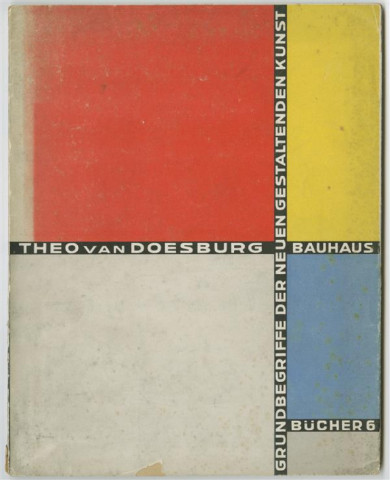 THEO VAN DOESBURG
GRUNDBEGRIFFE DER NEUEN GESTALTENDEN KUNST
BAUHAUS
BÜCHER 6